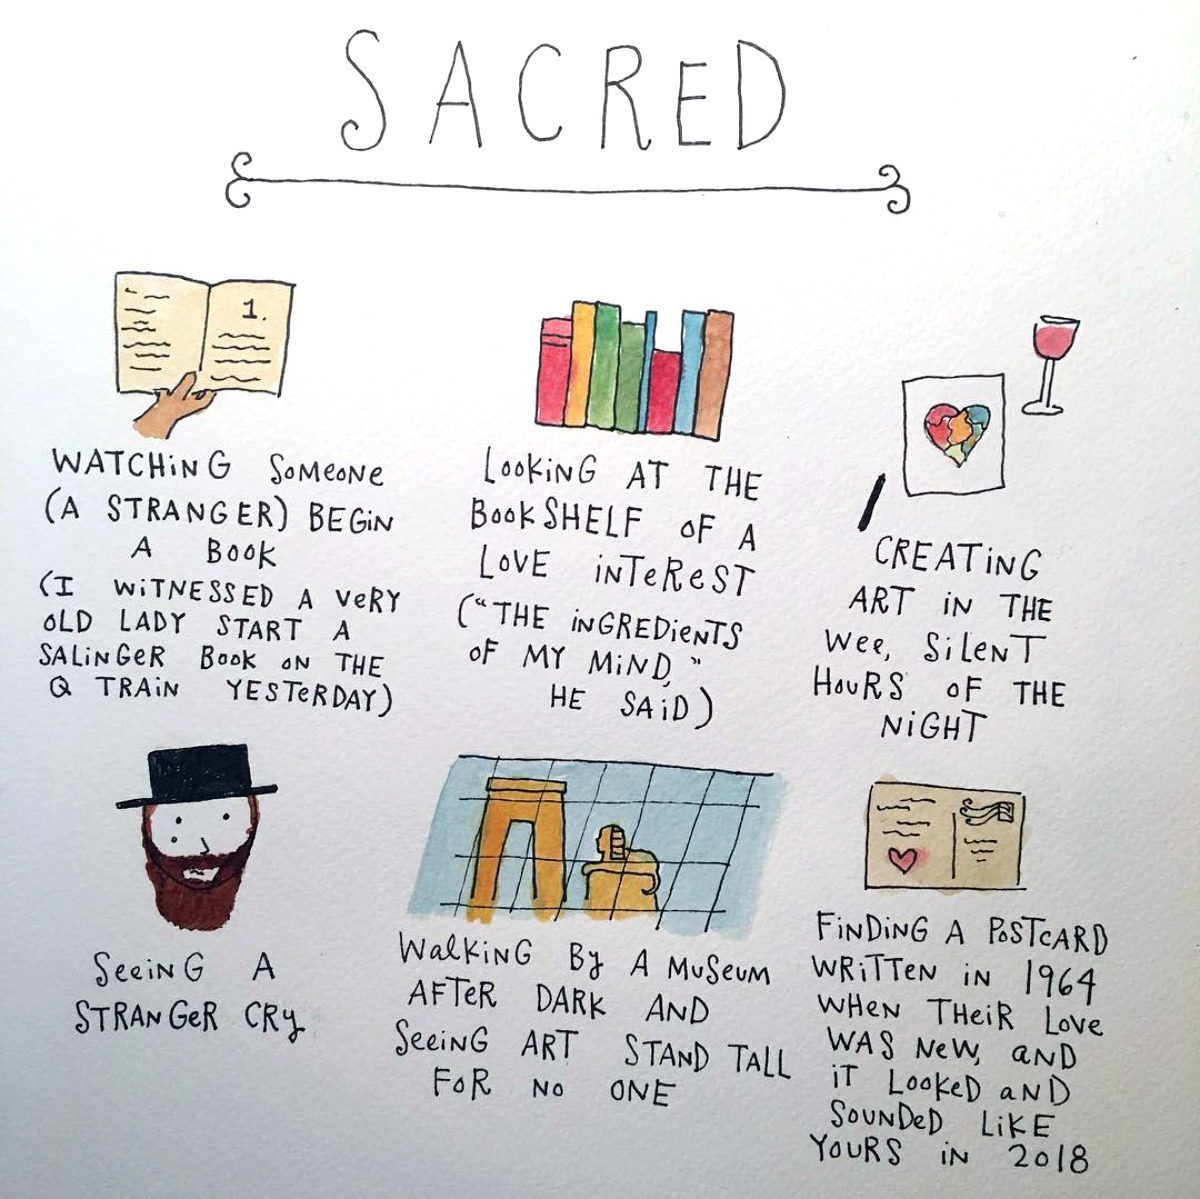 SACRED
1.
WATCHiNG SoMeoNe
(A STRANGER) BEGiN
A BooK
(I WiTNESSED A VeRY
oLD LADY START A
SALiNGeR Book oN THE
Q TRAiN YESTeRDAY)
LooKiNG AT THE
BookSHELF oF A
LoVE iNTeReST
("THE iNGREDieNTS
oF MY MiND,"
HE SAiD)
CREATiNG
ART iN THE
Wee, SiLeNT
HouRS oF THE
NiGHT
SeeiNG A
STRANGeR CRy
WalKiNG By A MuSeuM
AFTeR DARK AND
SeeiNG ART STAND TALL
FoR No ONE
FiNDiNG A PoSTcARD
WRiTTeN iN 1964
WHeN THeiR Love
WAS NeW, aND
iT LooKeD aND
SOUNDeD LiKE
YouRS iN 2018